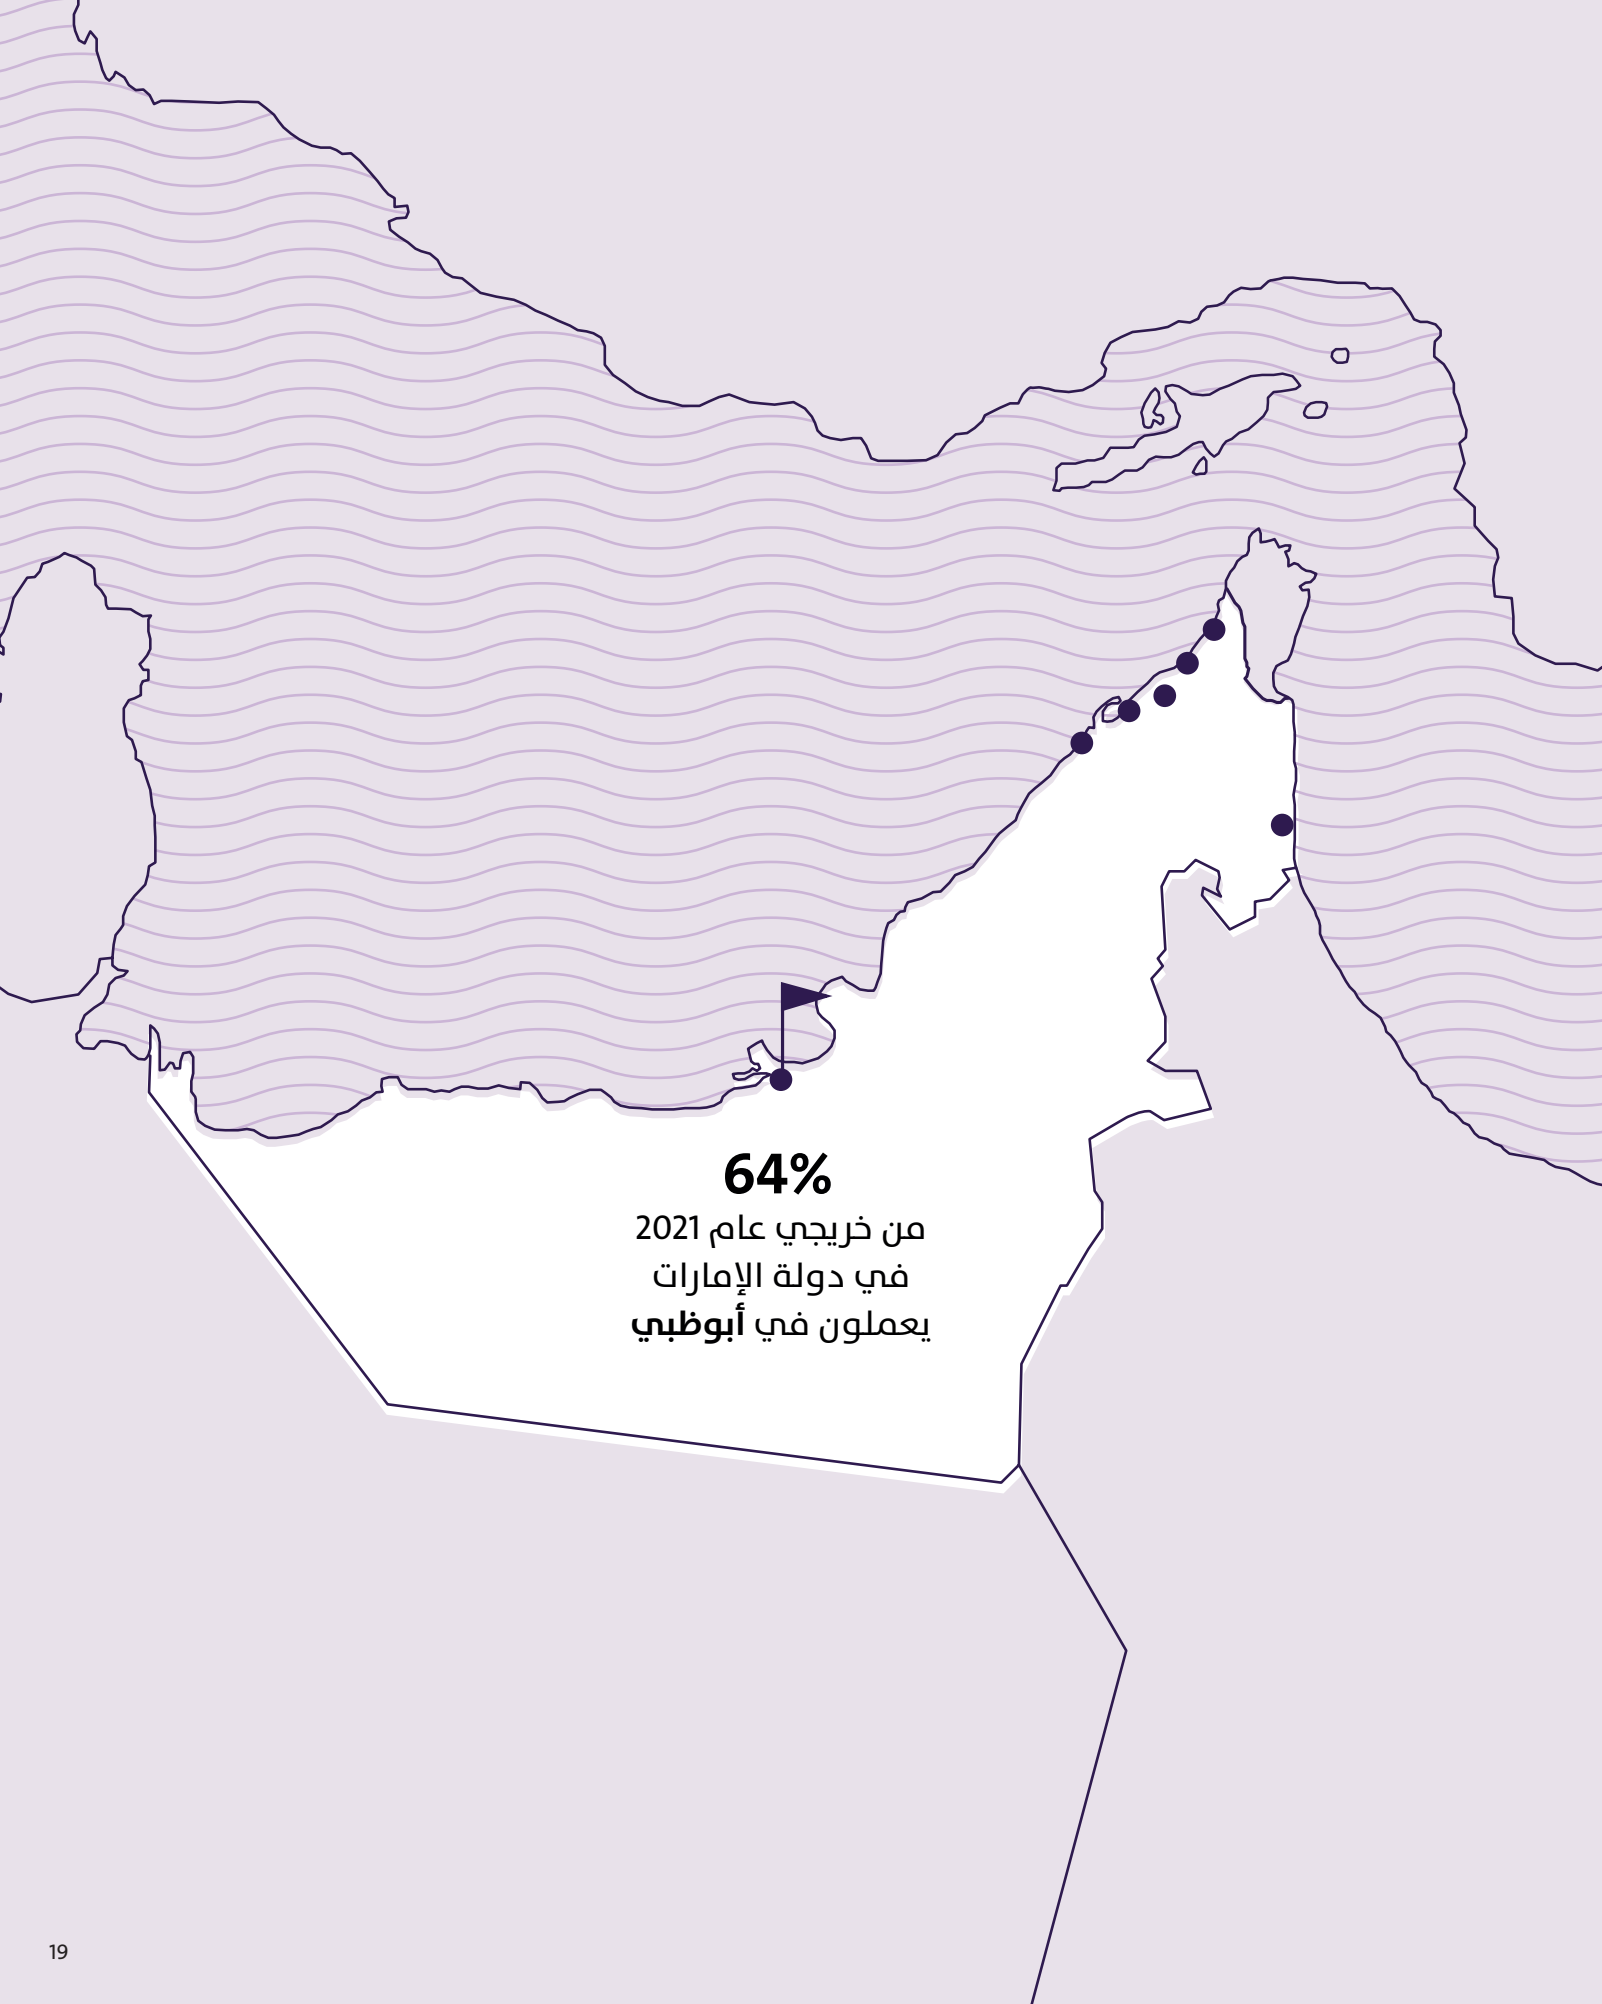 64%
من خريجي عام 2021
في دولة الإمارات
يعملون في أبوظبي
19